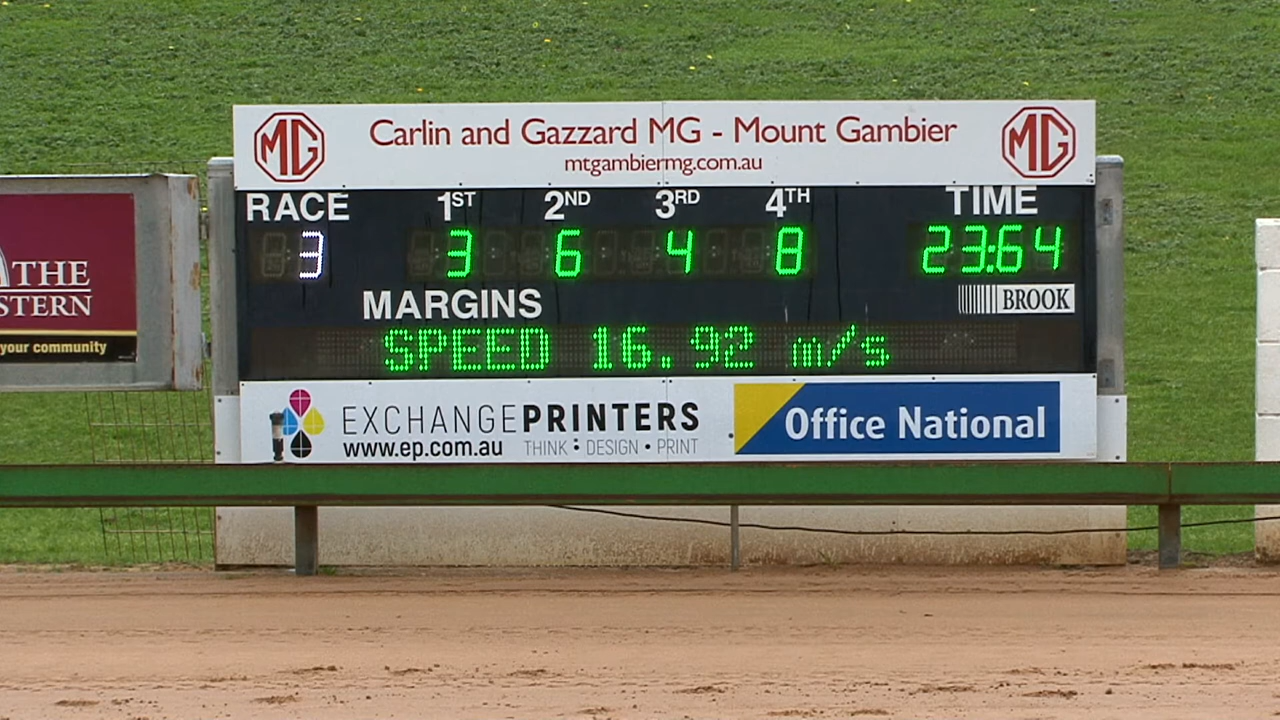 MG Carlin and Gazzard MG - Mount Gambier MG
mtgambiermg.com.au
RACE 1ST 2ND 3RD 4TH TIME
3 3 6 4 8 23:64
MARGINS BROOK
SPEED 16.92 m/s
THE
STERN
your community
EXCHANGEPRINTERS
www.ep.com.au THINK : DESIGN • PRINT
Office National